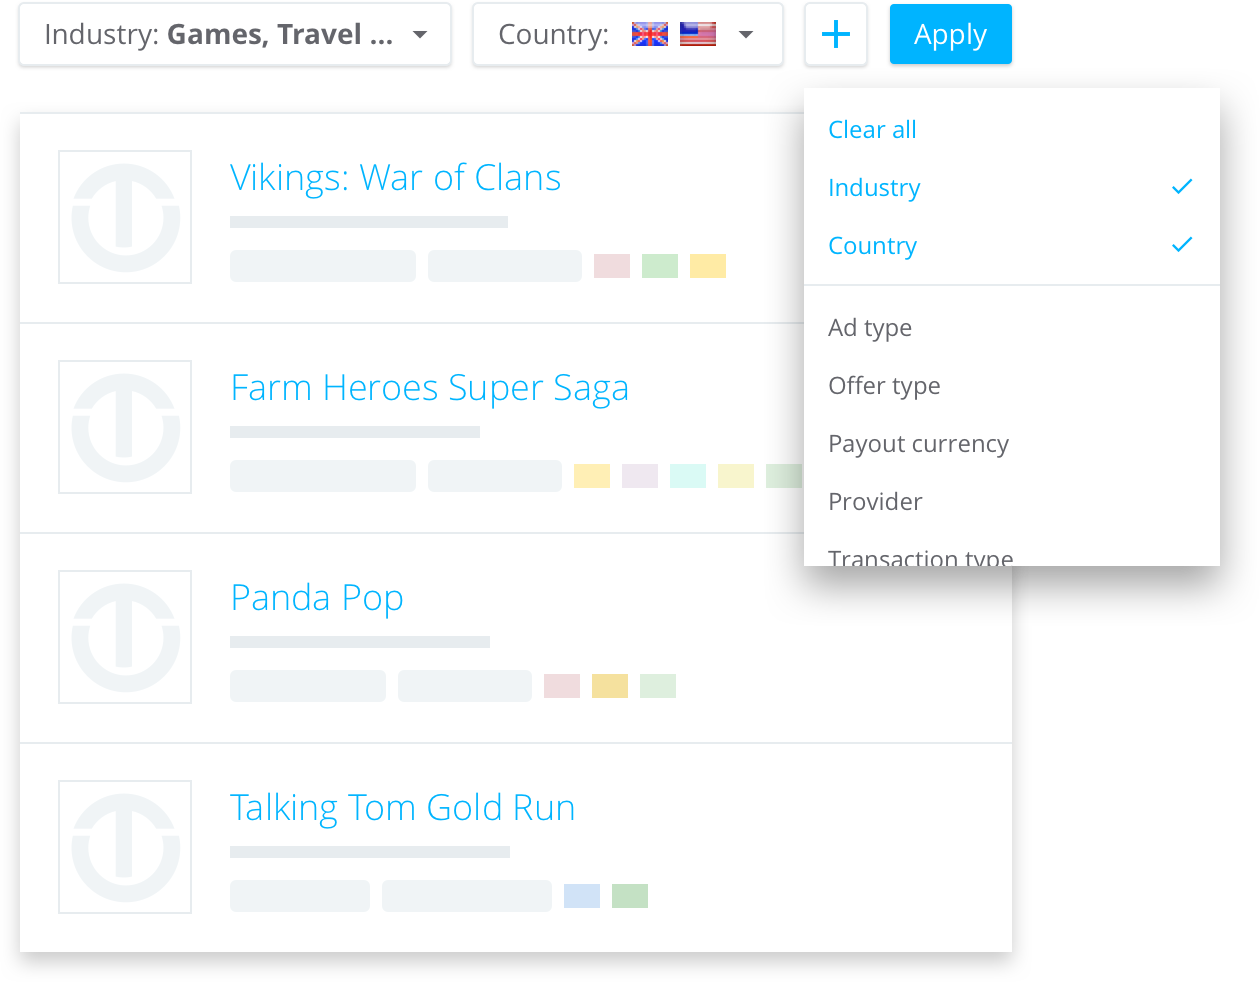 Industry: Games, Travel ...
Country:
Apply
Clear all
Industry
Country
Ad type
Offer type
Payout currency
Provider
Transaction type
Vikings: War of Clans
Farm Heroes Super Saga
Panda Pop
Talking Tom Gold Run